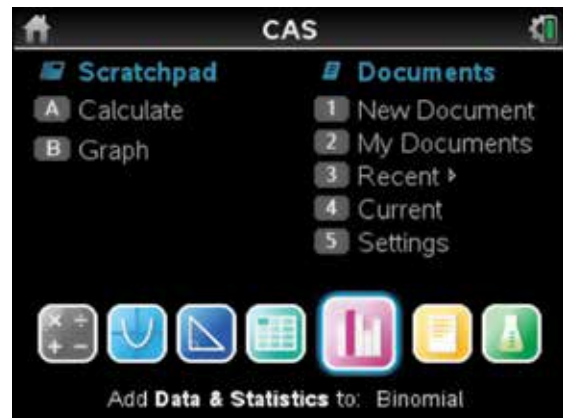 CAS
Scratchpad
A Calculate
B Graph
Documents
1 New Document
2 My Documents
3 Recent
4 Current
5 Settings
Add Data & Statistics to: Binomial